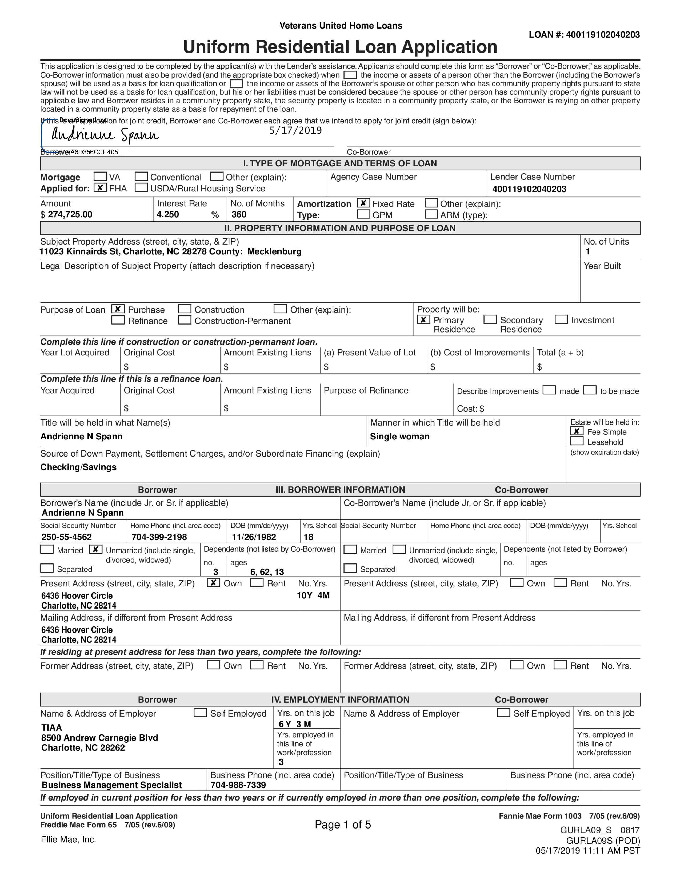 Veterans United Home Loans
LOAN #: 400119102040203
Uniform Residential Loan Application
This application is designed to be completed by the applicant(s) with the Lender's assistance. Applicants should complete this form as "Borrower" or "Co-Borrower," as applicable.
Co-Borrower information must also be provided (and the appropriate box checked) when the income or assets of a person other than the Borrower (including the Borrower's
spouse) will be used as a basis for loan qualification or the income or assets of the Borrower's spouse or other person who has community property rights pursuant to state
law will not be used as a basis for loan qualification, but his or her liabilities must be considered because the spouse or other person has community property rights pursuant to
applicable law and Borrower resides in a community property state, the security property is located in a community property state, or the Borrower is relying on other property
located in a community property state as a basis for repayment of the loan.
for joint credit, Borrower and Co-Borrower each agree that we intend to apply for joint credit (sign below):
Andrienne Spann 5/17/2019
Borrower Co-Borrower
I. TYPE OF MORTGAGE AND TERMS OF LOAN
Mortgage VA Conventional Other (explain): Agency Case Number Lender Case Number
Applied for: X FHA USDA/Rural Housing Service 400119102040203
Amount Interest Rate No. of Months Amortization X Fixed Rate Other (explain):
$ 274,725.00 4.250 % 360 Type: GPM ARM (type):
II. PROPERTY INFORMATION AND PURPOSE OF LOAN
Subject Property Address (street, city, state, & ZIP) No. of Units
11023 Kinnairds St, Charlotte, NC 28278 County: Mecklenburg 1
Legal Description of Subject Property (attach description if necessary) Year Built
Purpose of Loan X Purchase Construction Other (explain): Property will be:
Refinance Construction-Permanent X Primary Residence Secondary Residence Investment
Complete this line if construction or construction-permanent loan.
Year Lot Acquired Original Cost Amount Existing Liens (a) Present Value of Lot (b) Cost of Improvements Total (a + b)
$ $ $ $ $
Complete this line if this is a refinance loan.
Year Acquired Original Cost Amount Existing Liens Purpose of Refinance Describe Improvements made to be made
$ $ Cost: $
Title will be held in what Name(s) Manner in which Title will be held Estate will be held in:
Andrienne N Spann Single woman X Fee Simple
Leasehold
Source of Down Payment, Settlement Charges, and/or Subordinate Financing (explain) (show expiration date)
Checking/Savings
Borrower III. BORROWER INFORMATION Co-Borrower
Borrower's Name (include Jr. or Sr. if applicable) Co-Borrower's Name (include Jr. or Sr. if applicable)
Andrienne N Spann
Social Security Number Home Phone (incl. area code) DOB (mm/dd/yyyy) Yrs. School Social Security Number Home Phone (incl. area code) DOB (mm/dd/yyyy) Yrs. School
250-55-4562 704-399-2198 11/26/1982 18
Married X Unmarried (include single, Dependents (not listed by Co-Borrower) Married Unmarried (include single, Dependents (not listed by Borrower)
divorced, widowed) no. ages divorced, widowed) no. ages
Separated 3 6, 62, 13 Separated
Present Address (street, city, state, ZIP) X Own Rent No. Yrs. Present Address (street, city, state, ZIP) Own Rent No. Yrs.
6436 Hoover Circle 10Y 4M
Charlotte, NC 28214
Mailing Address, if different from Present Address Mailing Address, if different from Present Address
6436 Hoover Circle
Charlotte, NC 28214
If residing at present address for less than two years, complete the following:
Former Address (street, city, state, ZIP) Own Rent No. Yrs. Former Address (street, city, state, ZIP) Own Rent No. Yrs.
Borrower IV. EMPLOYMENT INFORMATION Co-Borrower
Name & Address of Employer Self Employed Yrs. on this job Name & Address of Employer Self Employed Yrs. on this job
TIAA 6 Y 3 M
8500 Andrew Carnegie Blvd Yrs. employed in this line of work/profession Yrs. employed in this line of work/profession
Charlotte, NC 28262
3
Position/Title/Type of Business Business Phone (incl. area code) Position/Title/Type of Business Business Phone (incl. area code)
Business Management Specialist 704-988-7339
If employed in current position for less than two years or if currently employed in more than one position, complete the following:
Uniform Residential Loan Application Fannie Mae Form 1003 7/05 (rev.6/09)
Freddie Mac Form 65 7/05 (rev.6/09) Page 1 of 5
GURLA09_S 0817
Ellie Mae, Inc. GURLA09S (POD)
05/17/2019 11:11 AM PST